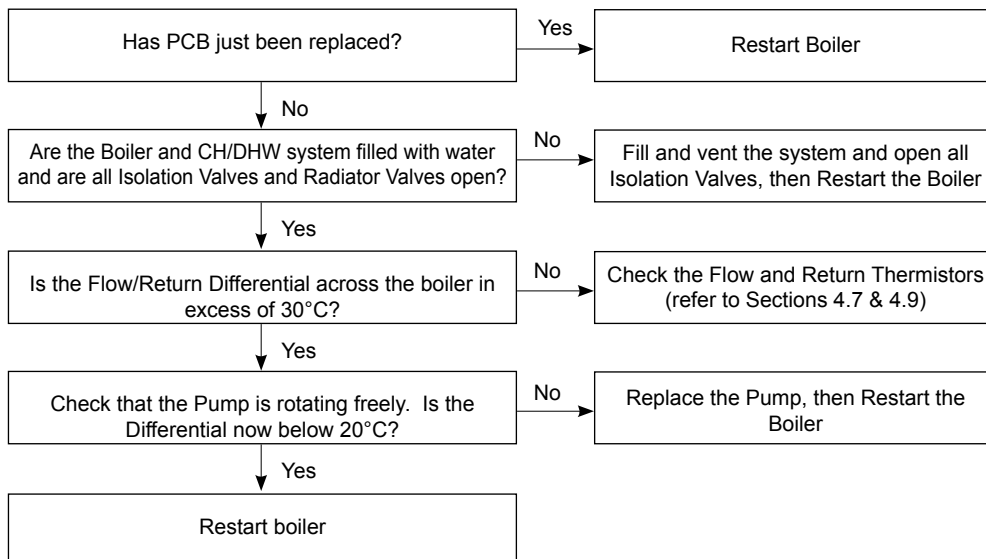 Has PCB just been replaced?
Yes
Restart Boiler
No
Are the Boiler and CH/DHW system filled with water
and are all Isolation Valves and Radiator Valves open?
No
Fill and vent the system and open all
Isolation Valves, then Restart the Boiler
Yes
Is the Flow/Return Differential across the boiler in
excess of 30°C?
No
Check the Flow and Return Thermistors
(refer to Sections 4.7 & 4.9)
Yes
Check that the Pump is rotating freely.  Is the
Differential now below 20°C?
No
Replace the Pump, then Restart the
Boiler
Yes
Restart boiler